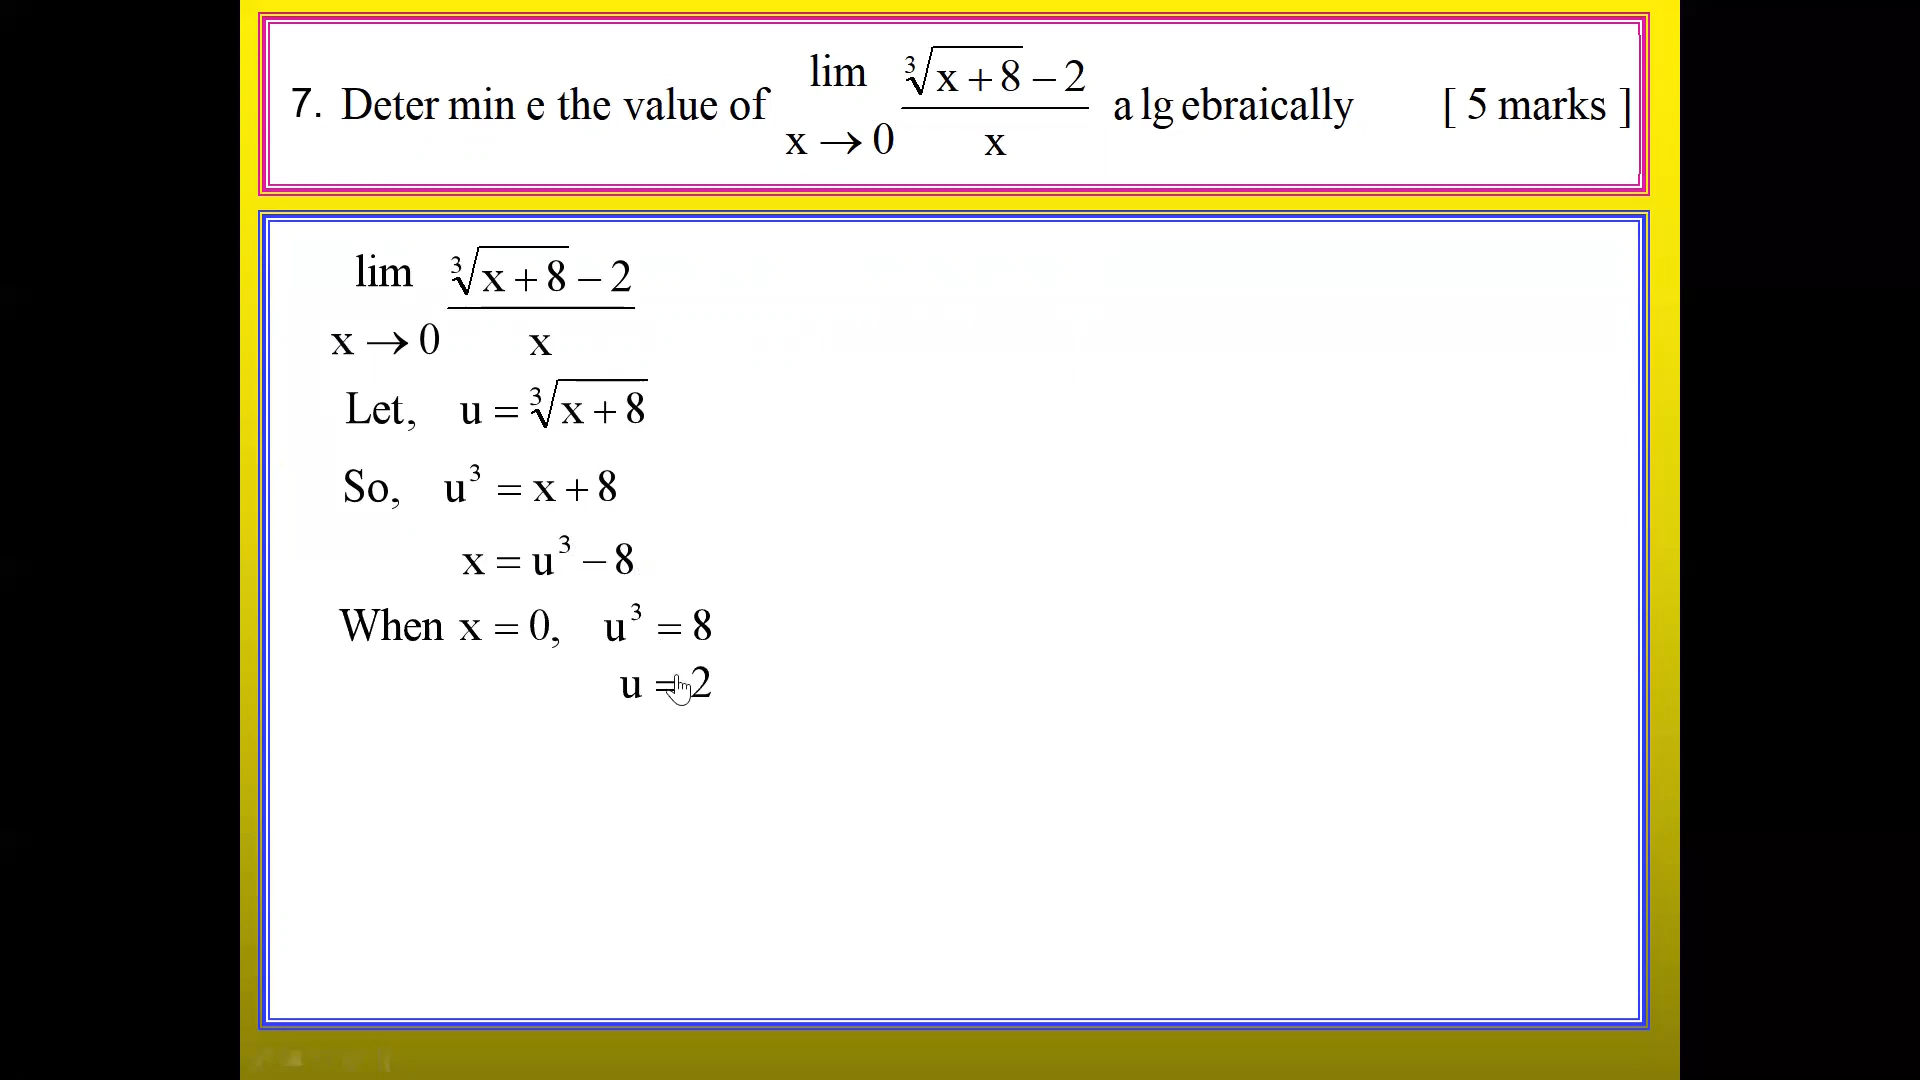 7. Deter min e the value of lim x → 0 (∛(x + 8) − 2) / x a lg ebraically [ 5 marks ]
lim x → 0 (∛(x + 8) − 2) / x
Let, u = ∛(x + 8)
So, u³ = x + 8
x = u³ − 8
When x = 0, u³ = 8
u = 2